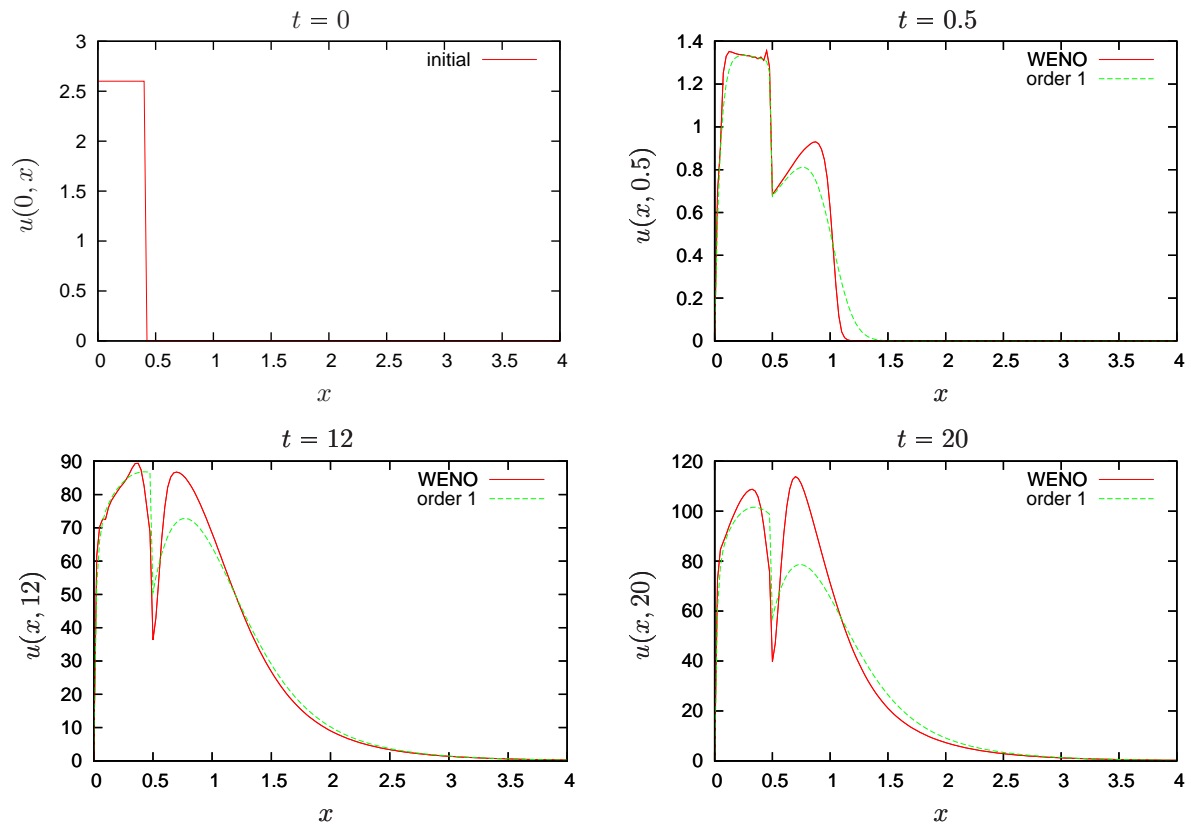 t = 0
3
2.5
2
1.5
1
0.5
0
u(0, x)
initial
0 0.5 1 1.5 2 2.5 3 3.5 4
x
t = 0.5
1.4
1.2
1
0.8
0.6
0.4
0.2
0
u(x, 0.5)
WENO
order 1
0 0.5 1 1.5 2 2.5 3 3.5 4
x
t = 12
90
80
70
60
50
40
30
20
10
0
u(x, 12)
WENO
order 1
0 0.5 1 1.5 2 2.5 3 3.5 4
x
t = 20
120
100
80
60
40
20
0
u(x, 20)
WENO
order 1
0 0.5 1 1.5 2 2.5 3 3.5 4
x